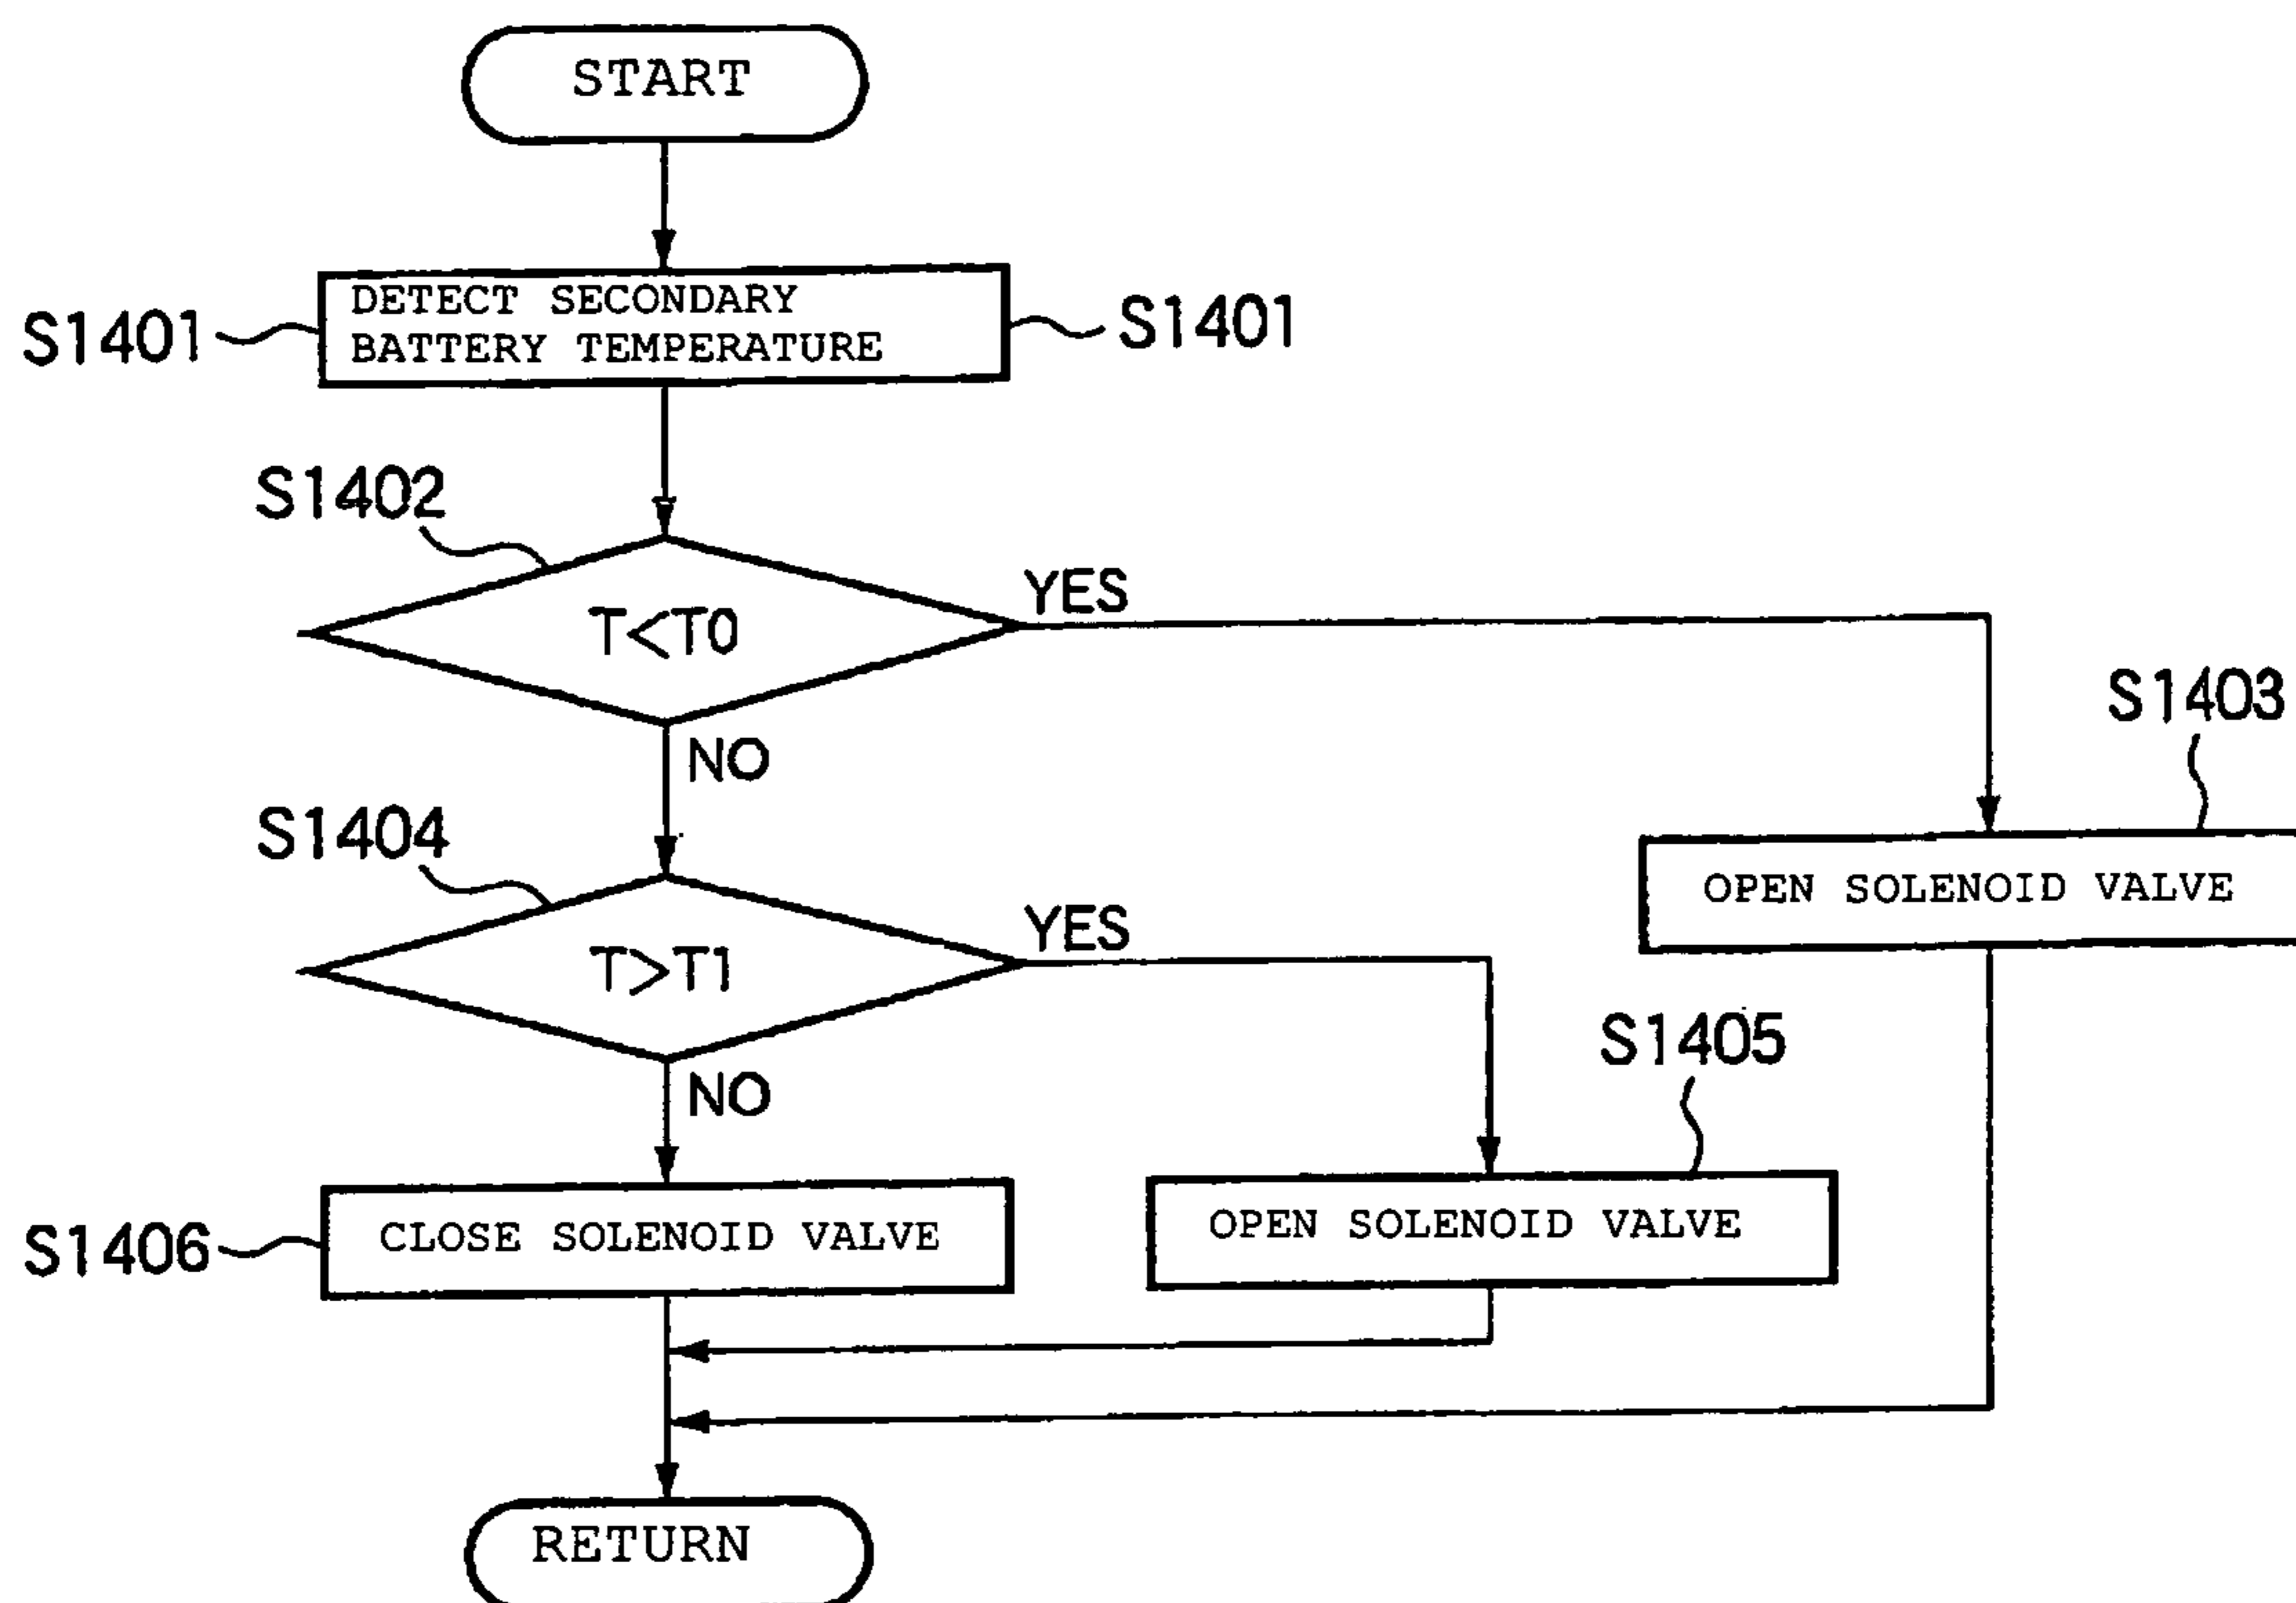 START
S1401
DETECT SECONDARY
BATTERY TEMPERATURE
S1401
S1402
T<T0
YES
NO
S1403
OPEN SOLENOID VALVE
S1404
T>T1
YES
NO
S1405
OPEN SOLENOID VALVE
S1406
CLOSE SOLENOID VALVE
RETURN